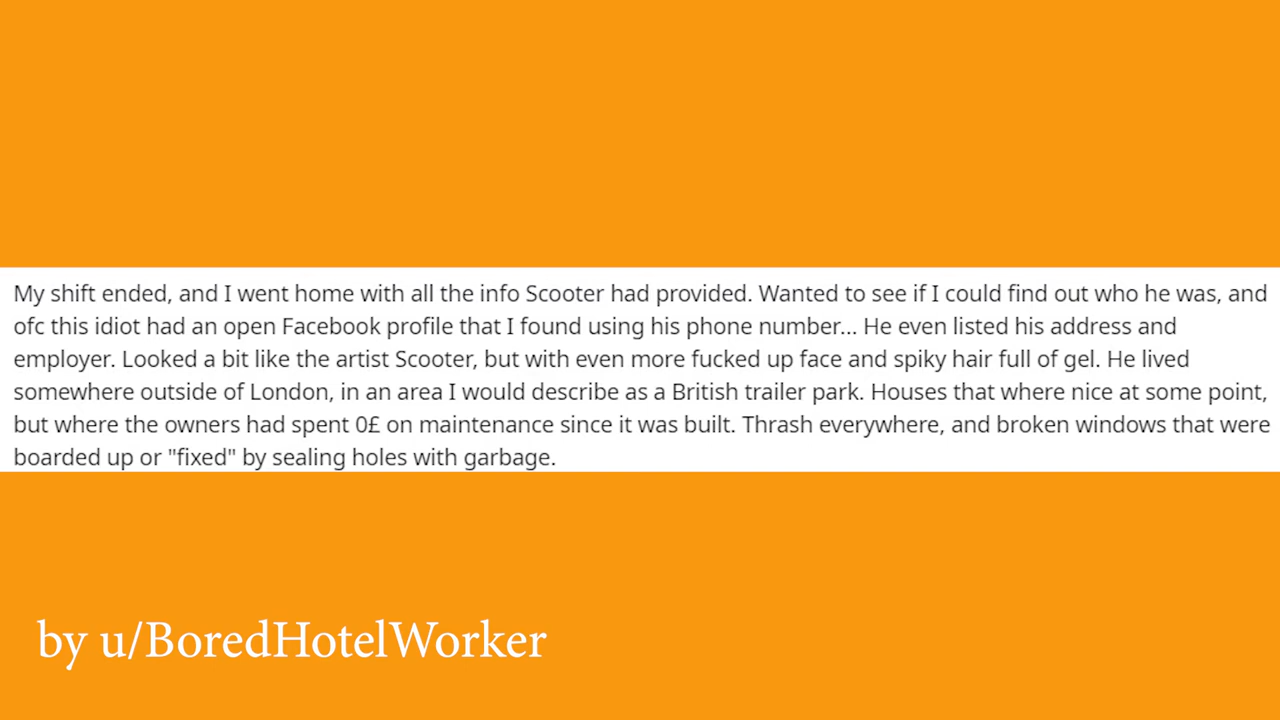 My shift ended, and I went home with all the info Scooter had provided. Wanted to see if I could find out who he was, and
ofc this idiot had an open Facebook profile that I found using his phone number... He even listed his address and
employer. Looked a bit like the artist Scooter, but with even more fucked up face and spiky hair full of gel. He lived
somewhere outside of London, in an area I would describe as a British trailer park. Houses that where nice at some point,
but where the owners had spent 0£ on maintenance since it was built. Thrash everywhere, and broken windows that were
boarded up or "fixed" by sealing holes with garbage.
by u/BoredHotelWorker